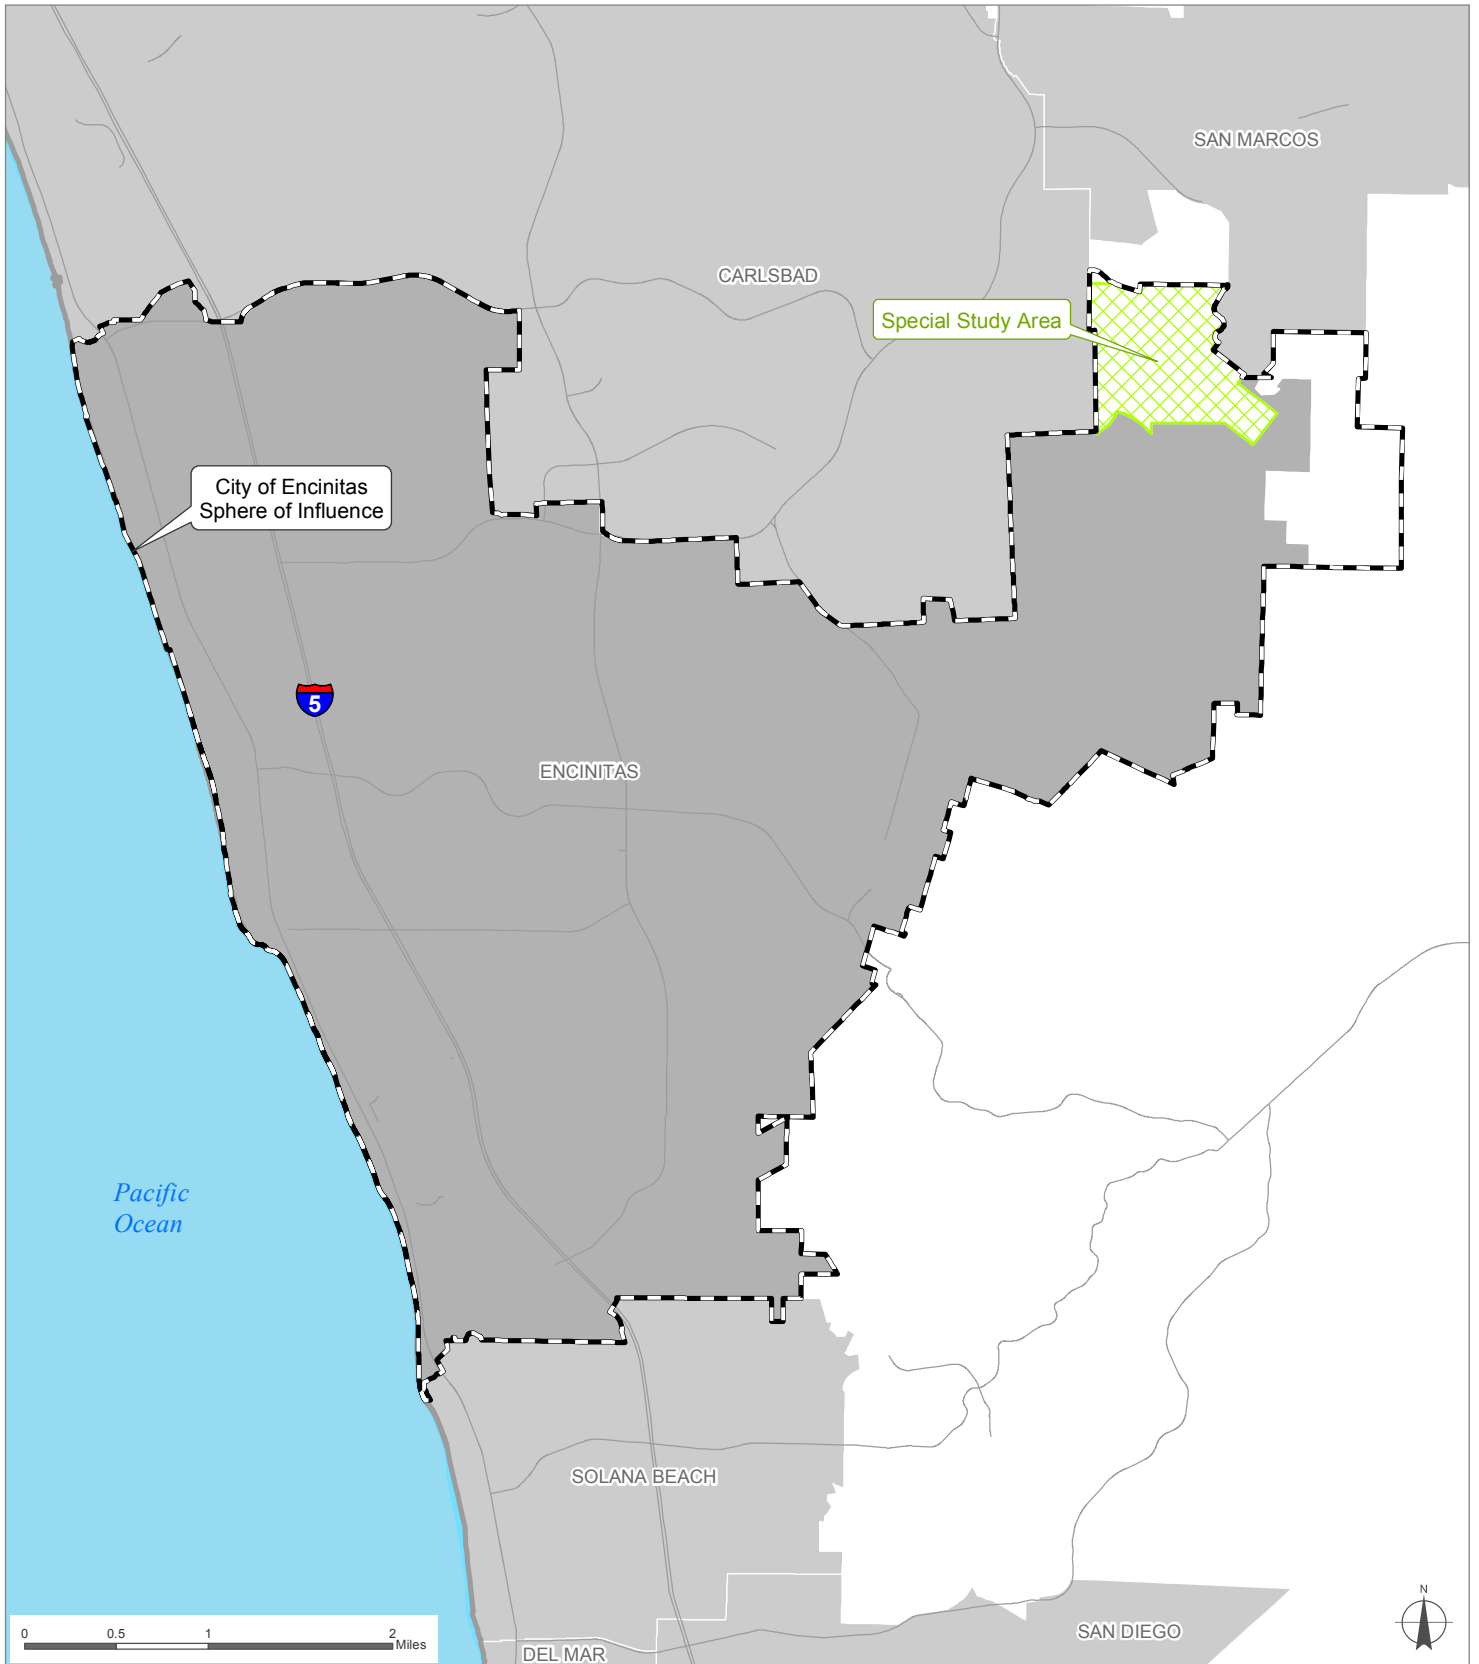 SAN MARCOS
CARLSBAD
Special Study Area
City of Encinitas
Sphere of Influence
5
ENCINITAS
Pacific
Ocean
SOLANA BEACH
N
0 0.5 1 2
Miles
SAN DIEGO
DEL MAR